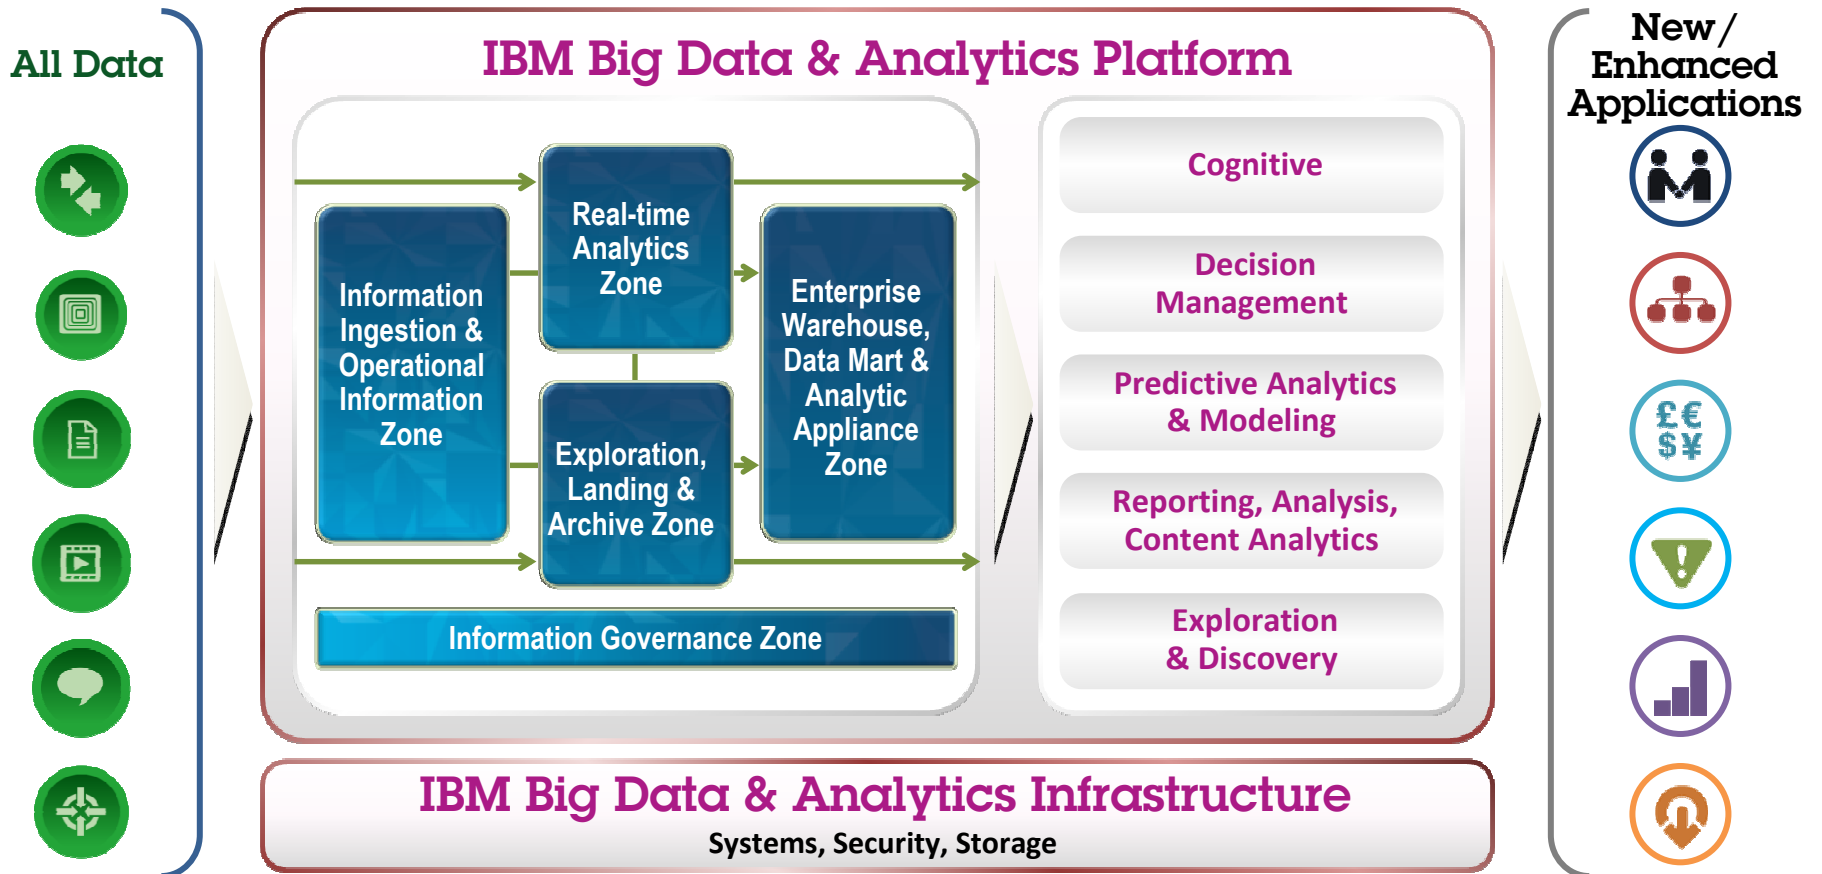 All Data
IBM Big Data & Analytics Platform
New/
Enhanced
Applications
Information
Ingestion &
Operational
Information
Zone
Real-time
Analytics
Zone
Exploration,
Landing &
Archive Zone
Enterprise
Warehouse,
Data Mart &
Analytic
Appliance
Zone
Information Governance Zone
Cognitive
Decision
Management
Predictive Analytics
& Modeling
Reporting, Analysis,
Content Analytics
Exploration
& Discovery
£€
$¥
!
IBM Big Data & Analytics Infrastructure
Systems, Security, Storage